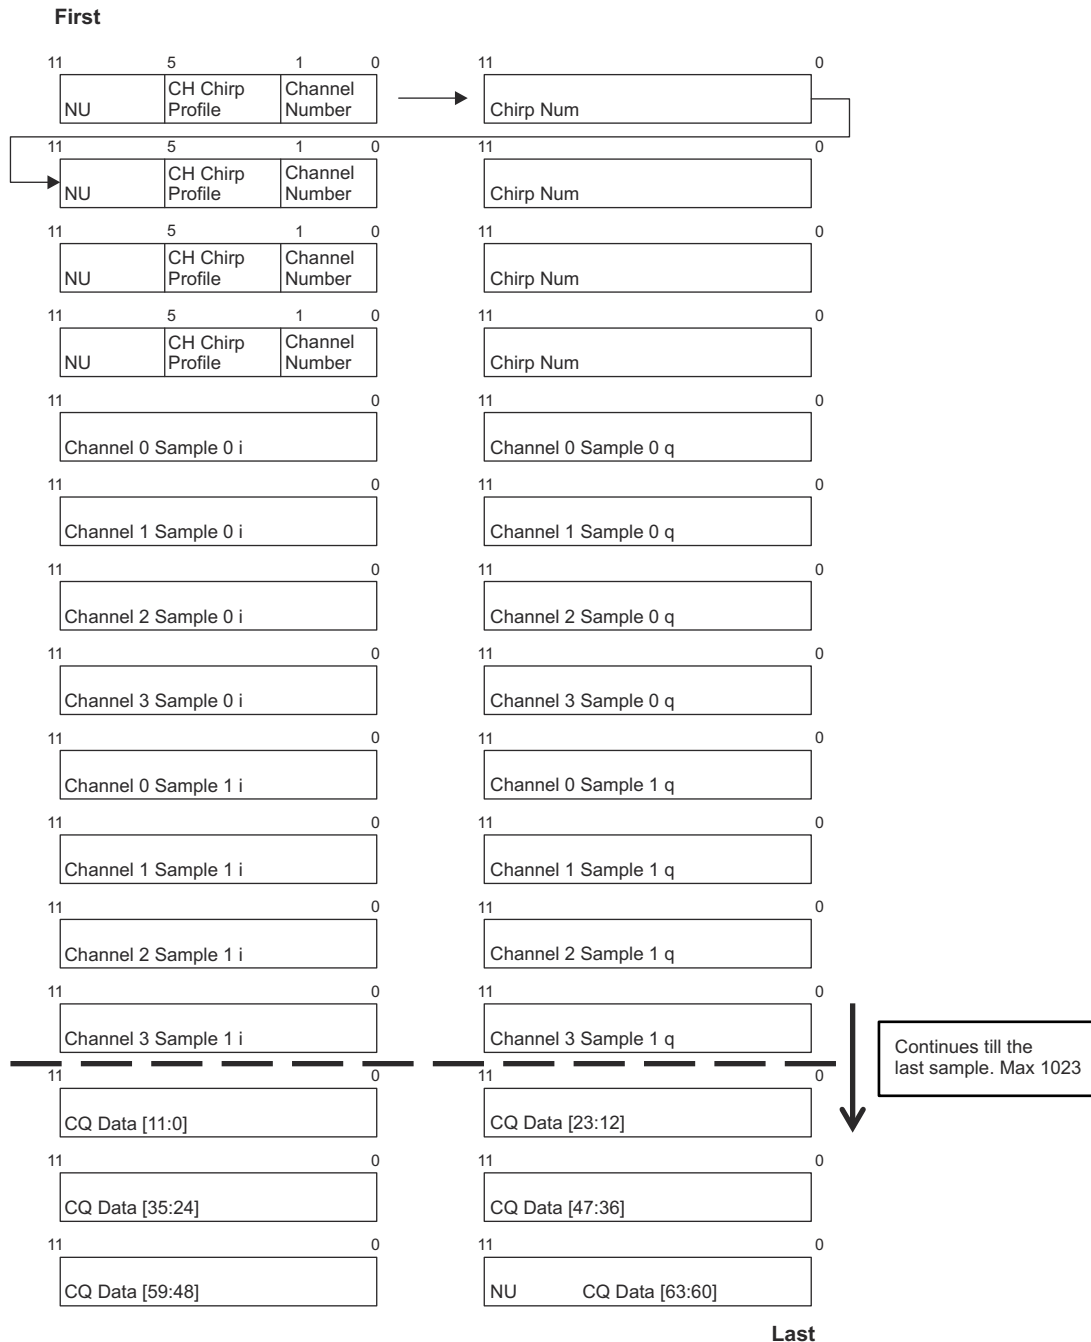 First
11 5 1 0 11 0
CH Chirp Channel
NU Profile Number Chirp Num
11 5 1 0 11 0
CH Chirp Channel
NU Profile Number Chirp Num
11 5 1 0 11 0
CH Chirp Channel
NU Profile Number Chirp Num
11 5 1 0 11 0
CH Chirp Channel
NU Profile Number Chirp Num
11 0 11 0
Channel 0 Sample 0 i Channel 0 Sample 0 q
11 0 11 0
Channel 1 Sample 0 i Channel 1 Sample 0 q
11 0 11 0
Channel 2 Sample 0 i Channel 2 Sample 0 q
11 0 11 0
Channel 3 Sample 0 i Channel 3 Sample 0 q
11 0 11 0
Channel 0 Sample 1 i Channel 0 Sample 1 q
11 0 11 0
Channel 1 Sample 1 i Channel 1 Sample 1 q
11 0 11 0
Channel 2 Sample 1 i Channel 2 Sample 1 q
11 0 11 0
Channel 3 Sample 1 i Channel 3 Sample 1 q
Continues till the
last sample. Max 1023
11 0 11 0
CQ Data [11:0] CQ Data [23:12]
11 0 11 0
CQ Data [35:24] CQ Data [47:36]
11 0 11 0
CQ Data [59:48] NU CQ Data [63:60]
Last